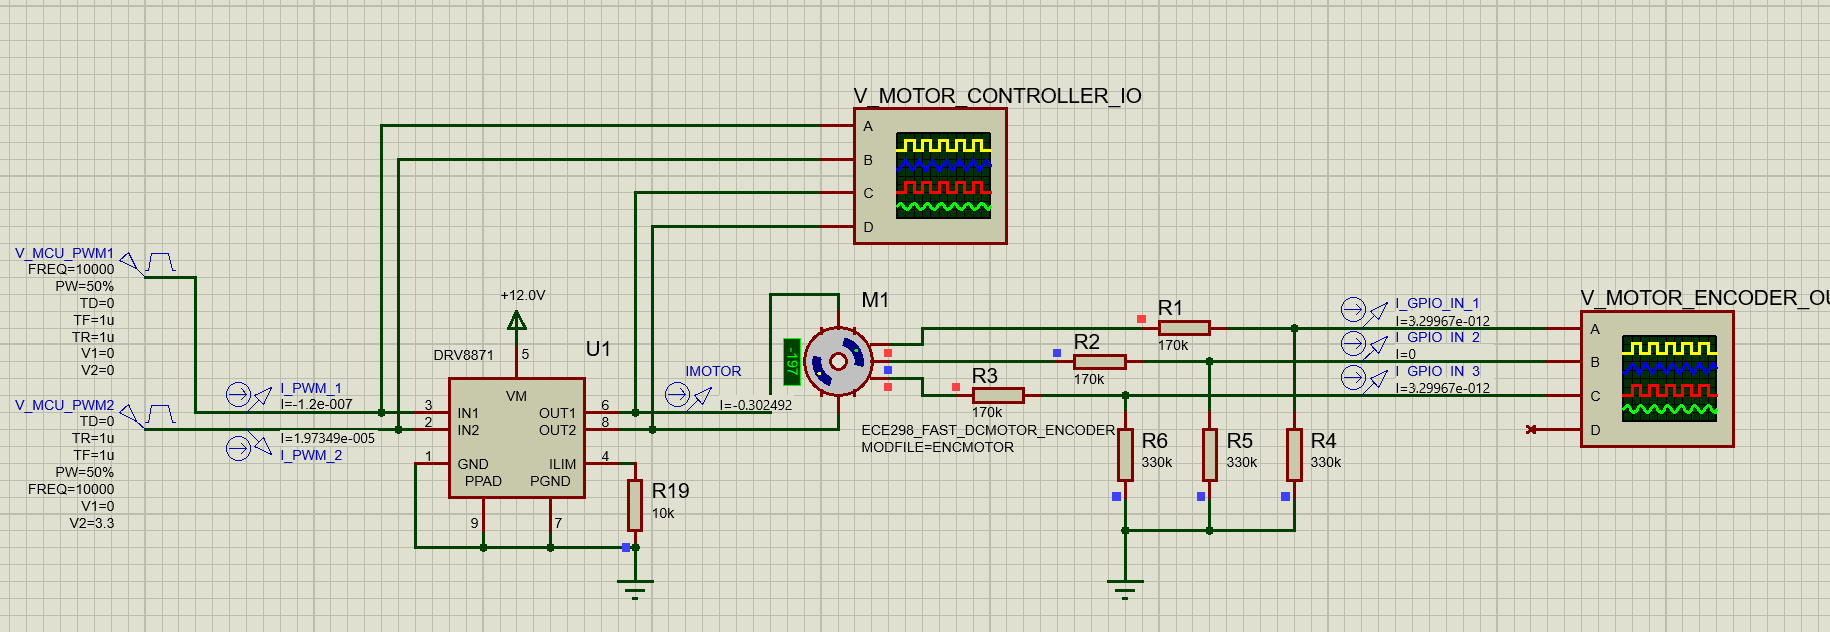 V_MOTOR_CONTROLLER_IO
A
B
C
D
V_MCU_PWM1
FREQ=10000
PW=50%
TD=0
TF=1u
TR=1u
V1=0
V2=0
V_MCU_PWM2
TD=0
TR=1u
TF=1u
PW=50%
FREQ=10000
V1=0
V2=3.3
I_PWM_1
I=-1.2e-007
I=1.97349e-005
I_PWM_2
+12.0V
DRV8871
5
U1
VM
3
IN1
OUT1
6
2
IN2
OUT2
8
1
GND
ILIM
4
PPAD
PGND
9
7
R19
10k
IMOTOR
I=-0.302492
-197
M1
ECE298_FAST_DCMOTOR_ENCODER
MODFILE=ENCMOTOR
R1
170k
R2
170k
R3
170k
R6
330k
R5
330k
R4
330k
I_GPIO_IN_1
I=3.29967e-012
I_GPIO_IN_2
I=0
I_GPIO_IN_3
I=3.29967e-012
V_MOTOR_ENCODER_OU
A
B
C
D